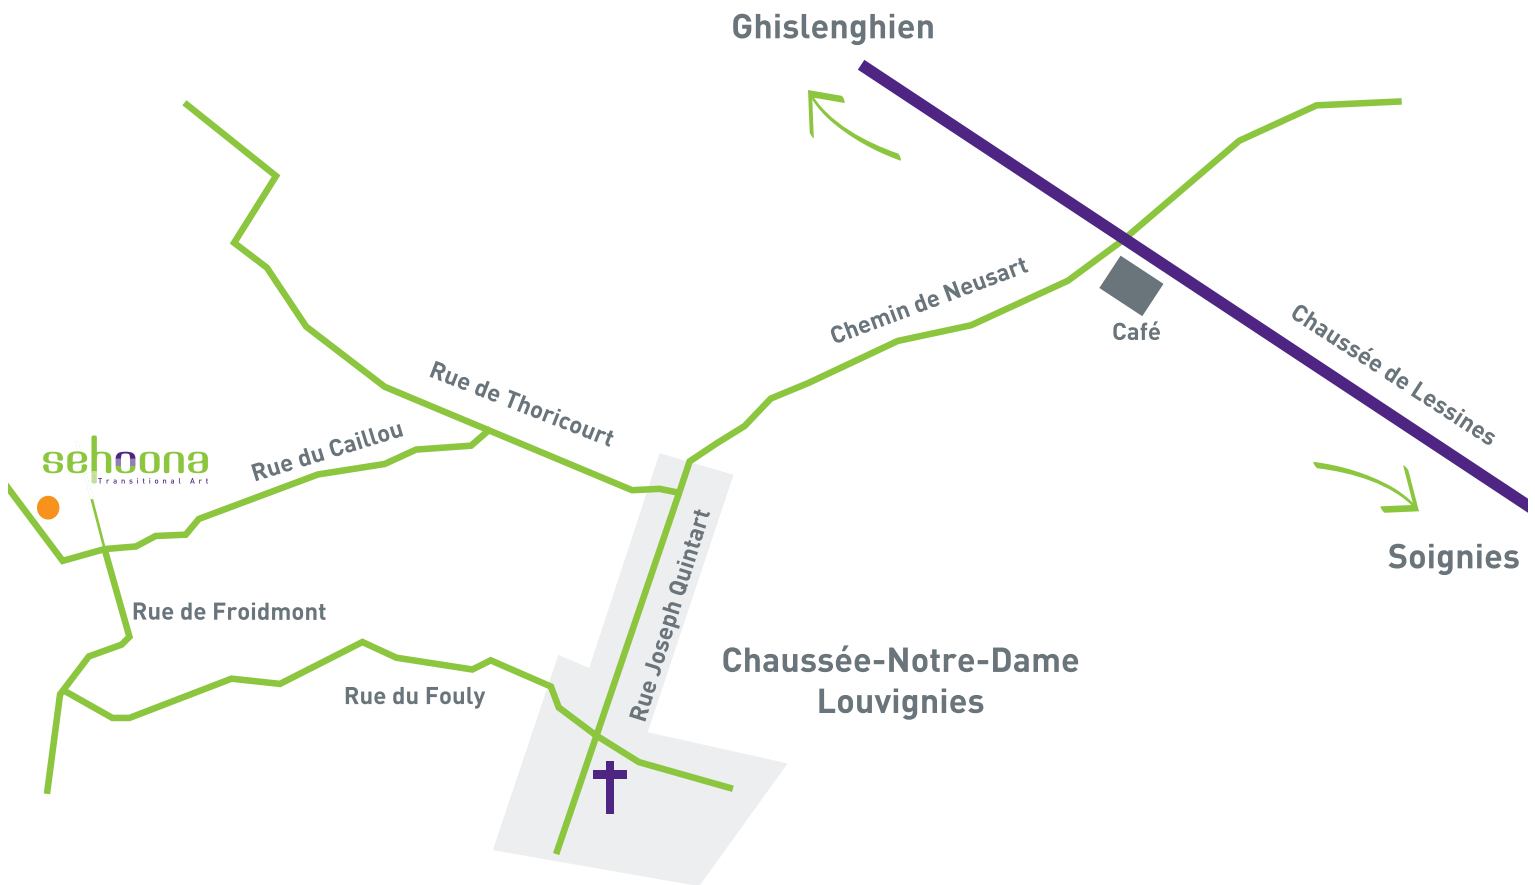 Ghislenghien
Chemin de Neusart
Café
Chaussée de Lessines
Rue de Thoricourt
Rue du Caillou
sehoona
Transitional Art
Rue Joseph Quintart
Soignies
Rue de Froidmont
Chaussée-Notre-Dame
Louvignies
Rue du Fouly